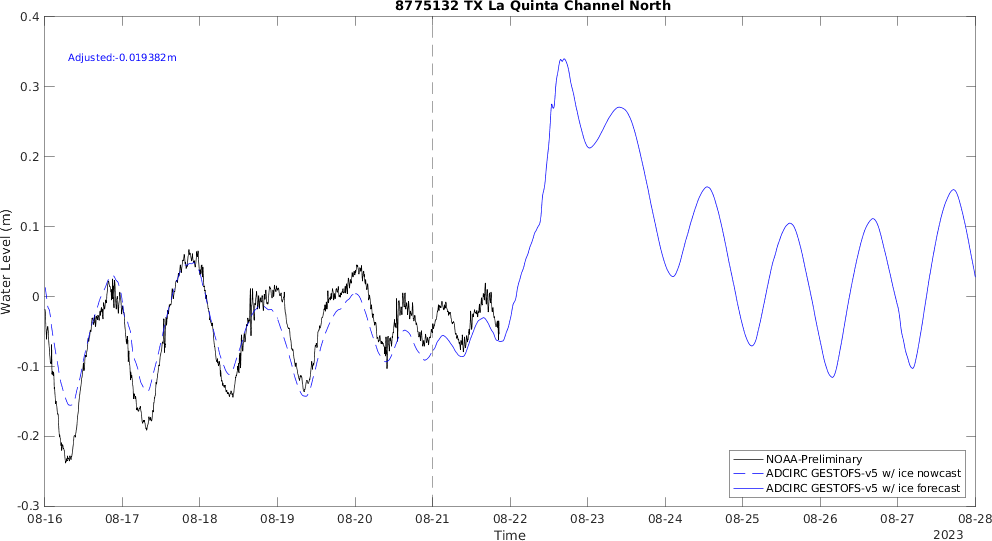 8775132 TX La Quinta Channel North
Adjusted:-0.019382m
Water Level (m)
0.4
0.3
0.2
0.1
0
-0.1
-0.2
-0.3
NOAA-Preliminary
ADCIRC GESTOFS-v5 w/ ice nowcast
ADCIRC GESTOFS-v5 w/ ice forecast
08-16 08-17 08-18 08-19 08-20 08-21 08-22 08-23 08-24 08-25 08-26 08-27 08-28
Time
2023